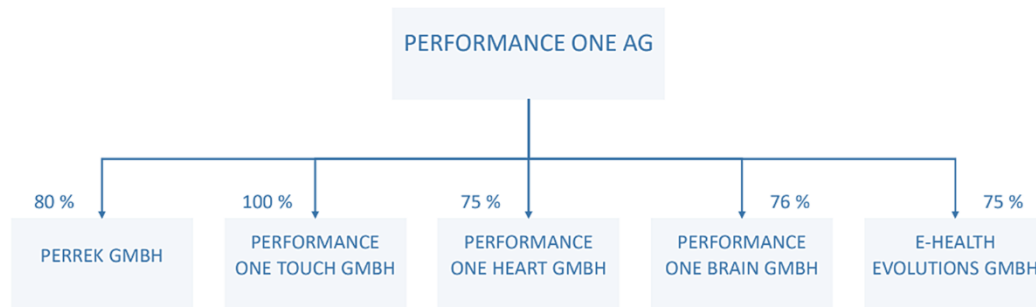 PERFORMANCE ONE AG
80 %
100 %
75 %
76 %
75 %
PERREK GMBH
PERFORMANCE
ONE TOUCH GMBH
PERFORMANCE
ONE HEART GMBH
PERFORMANCE
ONE BRAIN GMBH
E-HEALTH
EVOLUTIONS GMBH